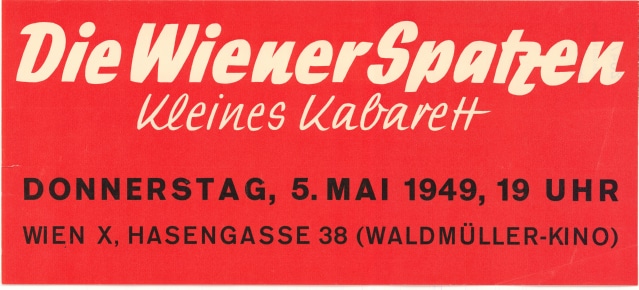 Die Wiener Spatzen
Kleines Kabarett
DONNERSTAG, 5. MAI 1949, 19 UHR
WIEN X, HASENGASSE 38 (WALDMÜLLER-KINO)